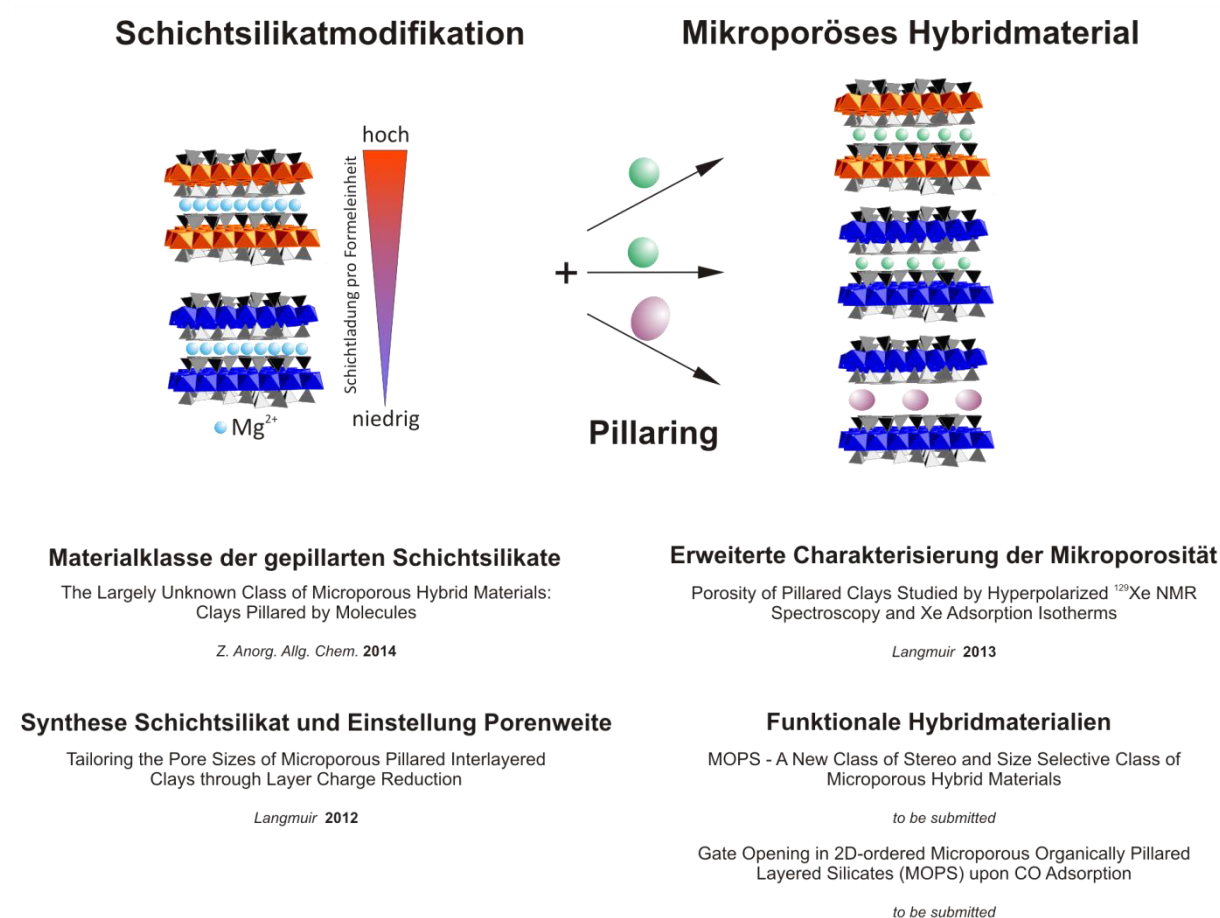 Schichtsilikatmodifikation
Mikroporöses Hybridmaterial
hoch
Schichtladung pro Formeleinheit
niedrig
Mg²⁺
+
Pillaring
Materialklasse der gepillarten Schichtsilikate
The Largely Unknown Class of Microporous Hybrid Materials:
Clays Pillared by Molecules
Z. Anorg. Allg. Chem. 2014
Erweiterte Charakterisierung der Mikroporosität
Porosity of Pillared Clays Studied by Hyperpolarized ¹²⁹Xe NMR
Spectroscopy and Xe Adsorption Isotherms
Langmuir 2013
Synthese Schichtsilikat und Einstellung Porenweite
Tailoring the Pore Sizes of Microporous Pillared Interlayered
Clays through Layer Charge Reduction
Langmuir 2012
Funktionale Hybridmaterialien
MOPS - A New Class of Stereo and Size Selective Class of
Microporous Hybrid Materials
to be submitted
Gate Opening in 2D-ordered Microporous Organically Pillared
Layered Silicates (MOPS) upon CO Adsorption
to be submitted